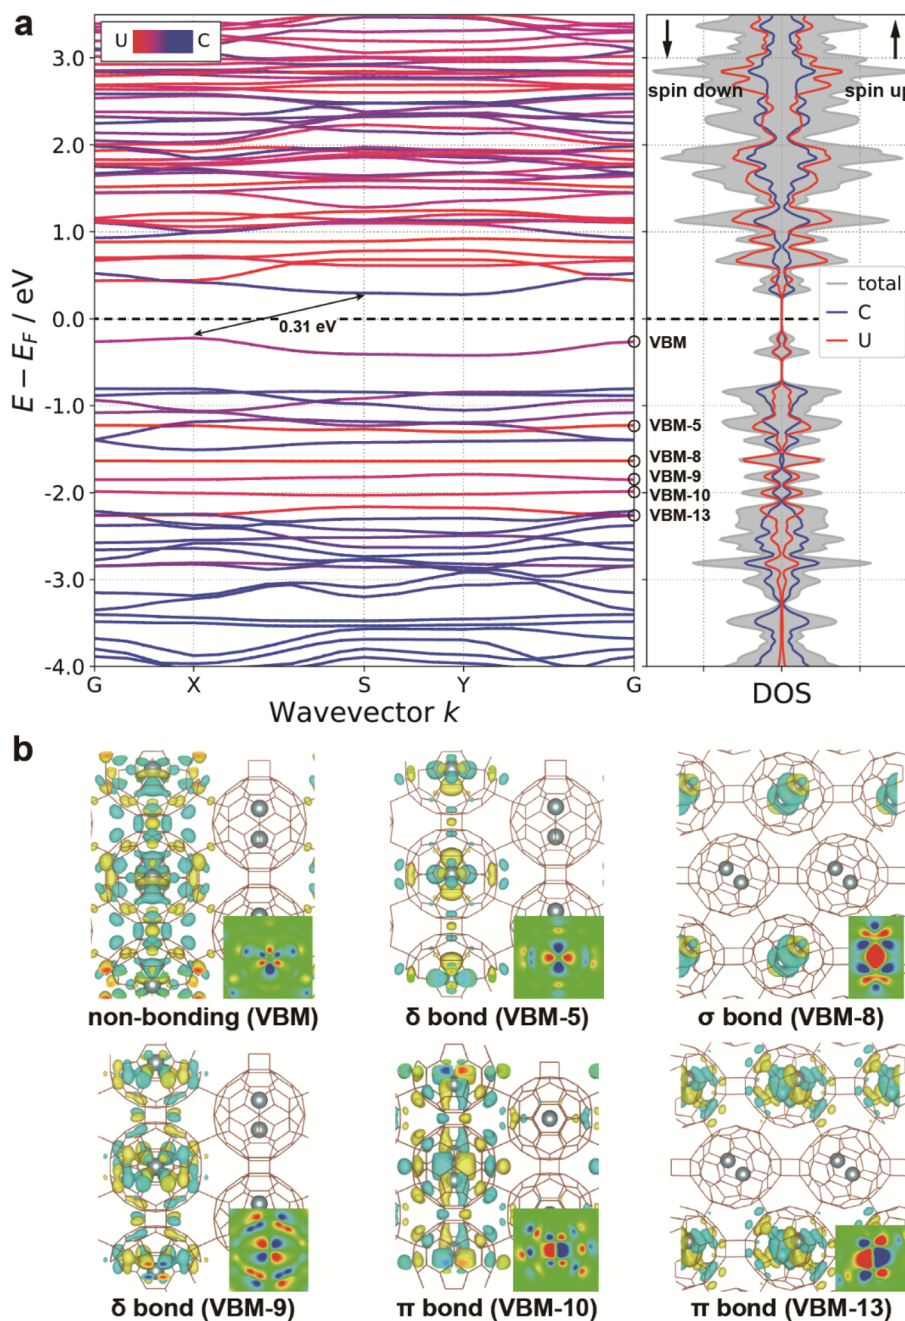 a
U C
3.0
2.0
1.0
0.0
-1.0
-2.0
-3.0
-4.0
E − E_F / eV
0.31 eV
VBM
VBM-5
VBM-8
VBM-9
VBM-10
VBM-13
G X S Y G
Wavevector k
spin down spin up
total
C
U
DOS
b
non-bonding (VBM) δ bond (VBM-5) σ bond (VBM-8)
δ bond (VBM-9) π bond (VBM-10) π bond (VBM-13)